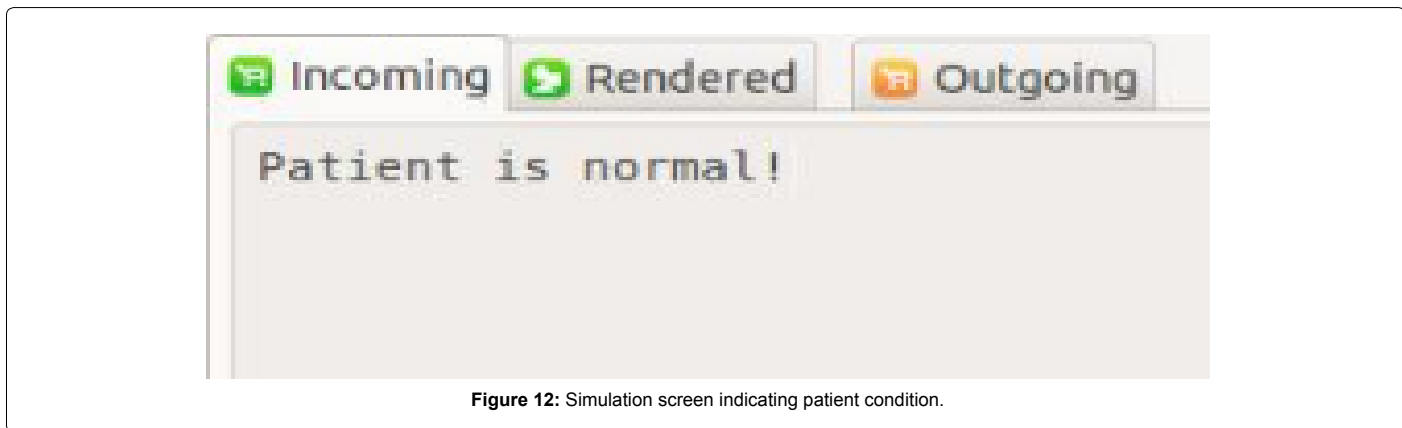 Incoming Rendered Outgoing
Patient is normal!
Figure 12: Simulation screen indicating patient condition.